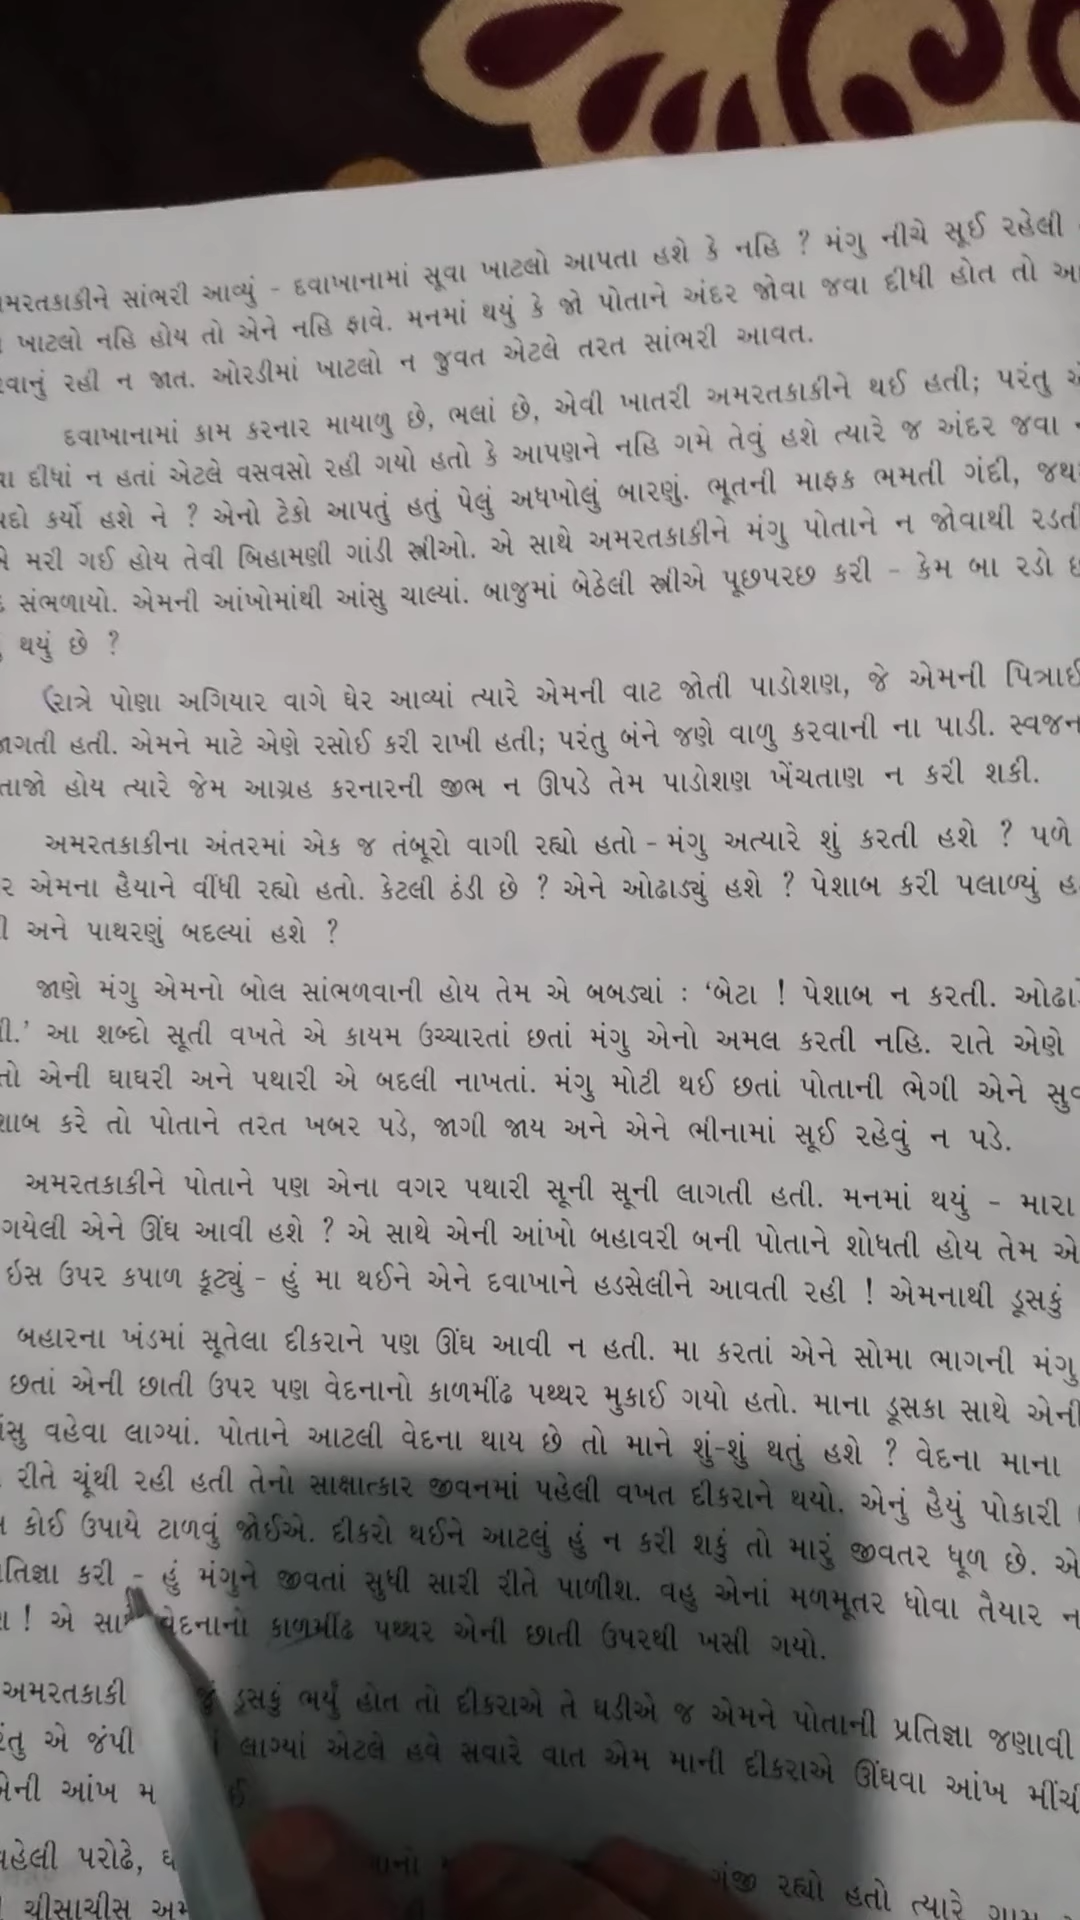 અમરતકાકીને સાંભરી આવ્યું - દવાખાનામાં સૂવા ખાટલો આપતા હશે કે નહિ ? મંગુ નીચે સૂઈ રહેલી
ખાટલો નહિ હોય તો એને નહિ ફાવે. મનમાં થયું કે જો પોતાને અંદર જોવા જવા દીધી હોત તો આ
રહી ન જાત. ઓરડીમાં ખાટલો ન જુવત એટલે તરત સાંભરી આવત.
દવાખાનામાં કામ કરનાર માયાળુ છે, ભલાં છે, એવી ખાતરી અમરતકાકીને થઈ હતી; પરંતુ
દીધાં ન હતાં એટલે વસવસો રહી ગયો હતો કે આપણને નહિ ગમે તેવું હશે ત્યારે જ અંદર જવા
કર્યો હશે ને ? એનો ટેકો આપતું હતું પેલું અધખોલું બારણું. ભૂતની માફક ભમતી ગંદી,
મરી ગઈ હોય તેવી બિહામણી ગાંડી સ્ત્રીઓ. એ સાથે અમરતકાકીને મંગુ પોતાને ન જોવાથી રડતી
સંભળાયો. એમની આંખોમાંથી આંસુ ચાલ્યાં. બાજુમાં બેઠેલી સ્ત્રીએ પૂછપરછ કરી - કેમ બા રડો
થયું છે ?
રાત્રે પોણા અગિયાર વાગે ઘેર આવ્યાં ત્યારે એમની વાટ જોતી પાડોશણ, જે એમની પિત્રાઈ
જાગતી હતી. એમને માટે એણે રસોઈ કરી રાખી હતી; પરંતુ બંને જણે વાળુ કરવાની ના પાડી. સ્વજન
તાજો હોય ત્યારે જેમ આગ્રહ કરનારની જીભ ન ઊપડે તેમ પાડોશણ ખેંચતાણ ન કરી શકી.
અમરતકાકીના અંતરમાં એક જ તંબૂરો વાગી રહ્યો હતો - મંગુ અત્યારે શું કરતી હશે ? પળે
એમના હૈયાને વીંધી રહ્યો હતો. કેટલી ઠંડી છે ? એને ઓઢાડ્યું હશે ? પેશાબ કરી પલાળ્યું
અને પાથરણું બદલ્યાં હશે ?
જાણે મંગુ એમનો બોલ સાંભળવાની હોય તેમ એ બબડ્યાં : ‘બેટા ! પેશાબ ન કરતી.
આ શબ્દો સૂતી વખતે એ કાયમ ઉચ્ચારતાં છતાં મંગુ એનો અમલ કરતી નહિ. રાતે એણે
તો એની ઘાઘરી અને પથારી એ બદલી નાખતાં. મંગુ મોટી થઈ છતાં પોતાની ભેગી એને
પેશાબ કરે તો પોતાને તરત ખબર પડે, જાગી જાય અને એને ભીનામાં સૂઈ રહેવું ન પડે.
અમરતકાકીને પોતાને પણ એના વગર પથારી સૂની સૂની લાગતી હતી. મનમાં થયું - મારા
ગયેલી એને ઊંઘ આવી હશે ? એ સાથે એની આંખો બહાવરી બની પોતાને શોધતી હોય તેમ
ઇસ ઉપર કપાળ કૂટ્યું - હું મા થઈને એને દવાખાને હડસેલીને આવતી રહી ! એમનાથી ડૂસકું
બહારના ખંડમાં સૂતેલા દીકરાને પણ ઊંઘ આવી ન હતી. મા કરતાં એને સોમા ભાગની મંગુ
છતાં એની છાતી ઉપર પણ વેદનાનો કાળમીંઢ પથ્થર મુકાઈ ગયો હતો. માના ડૂસકા સાથે એની
આંસુ વહેવા લાગ્યાં. પોતાને આટલી વેદના થાય છે તો માને શું-શું થતું હશે ? વેદના માના
રીતે ચૂંથી રહી હતી તેનો સાક્ષાત્કાર જીવનમાં પહેલી વખત દીકરાને થયો. એનું હૈયું પોકારી
કોઈ ઉપાયે ટાળવું જોઈએ. દીકરો થઈને આટલું હું ન કરી શકું તો મારું જીવતર ધૂળ છે.
પ્રતિજ્ઞા કરી - હું મંગુને જીવતાં સુધી સારી રીતે પાળીશ. વહુ એનાં મળમૂતર ધોવા તૈયાર
! એ સાથે વેદનાનો કાળમીંઢ પથ્થર એની છાતી ઉપરથી ખસી ગયો.
અમરતકાકી ડૂસકું ભર્યું હોત તો દીકરાએ તે ઘડીએ જ એમને પોતાની પ્રતિજ્ઞા જણાવી
એ જંપી લાગ્યાં એટલે હવે સવારે વાત એમ માની દીકરાએ ઊંઘવા આંખ મીંચી
એની આંખ
વહેલી પરોઢે, રહ્યો હતો ત્યારે
ચીસાચીસ